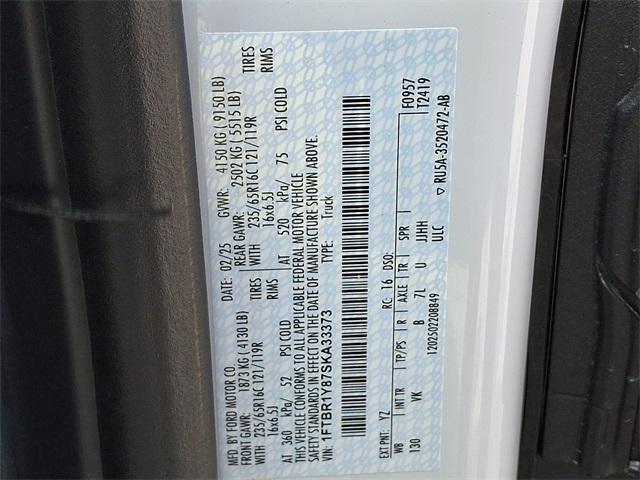 MFD. BY FORD MOTOR CO.
DATE: 02/25 GVWR: 4150 KG ( 9150 LB)
FRONT GAWR: 1873 KG ( 4130 LB) REAR GAWR: 2502 KG ( 5515 LB)
WITH 235/65R16C 121/119R TIRES WITH 235/65R16C 121/119R TIRES
16x6.5J RIMS 16x6.5J RIMS
AT 360 kPa/ 52 PSI COLD AT 520 kPa/ 75 PSI COLD
THIS VEHICLE CONFORMS TO ALL APPLICABLE FEDERAL MOTOR VEHICLE
SAFETY STANDARDS IN EFFECT ON THE DATE OF MANUFACTURE SHOWN ABOVE.
VIN: 1FTBR1Y87SKA33373 TYPE: Truck
EXT PNT: YZ RC: 16 DSO: F0957
WB INT TR TP/PS R AXLE TR SPR T2419
130 VK B 7L U JJHH
ULC
1202502208849 ▽ RU5A-3520472-AB